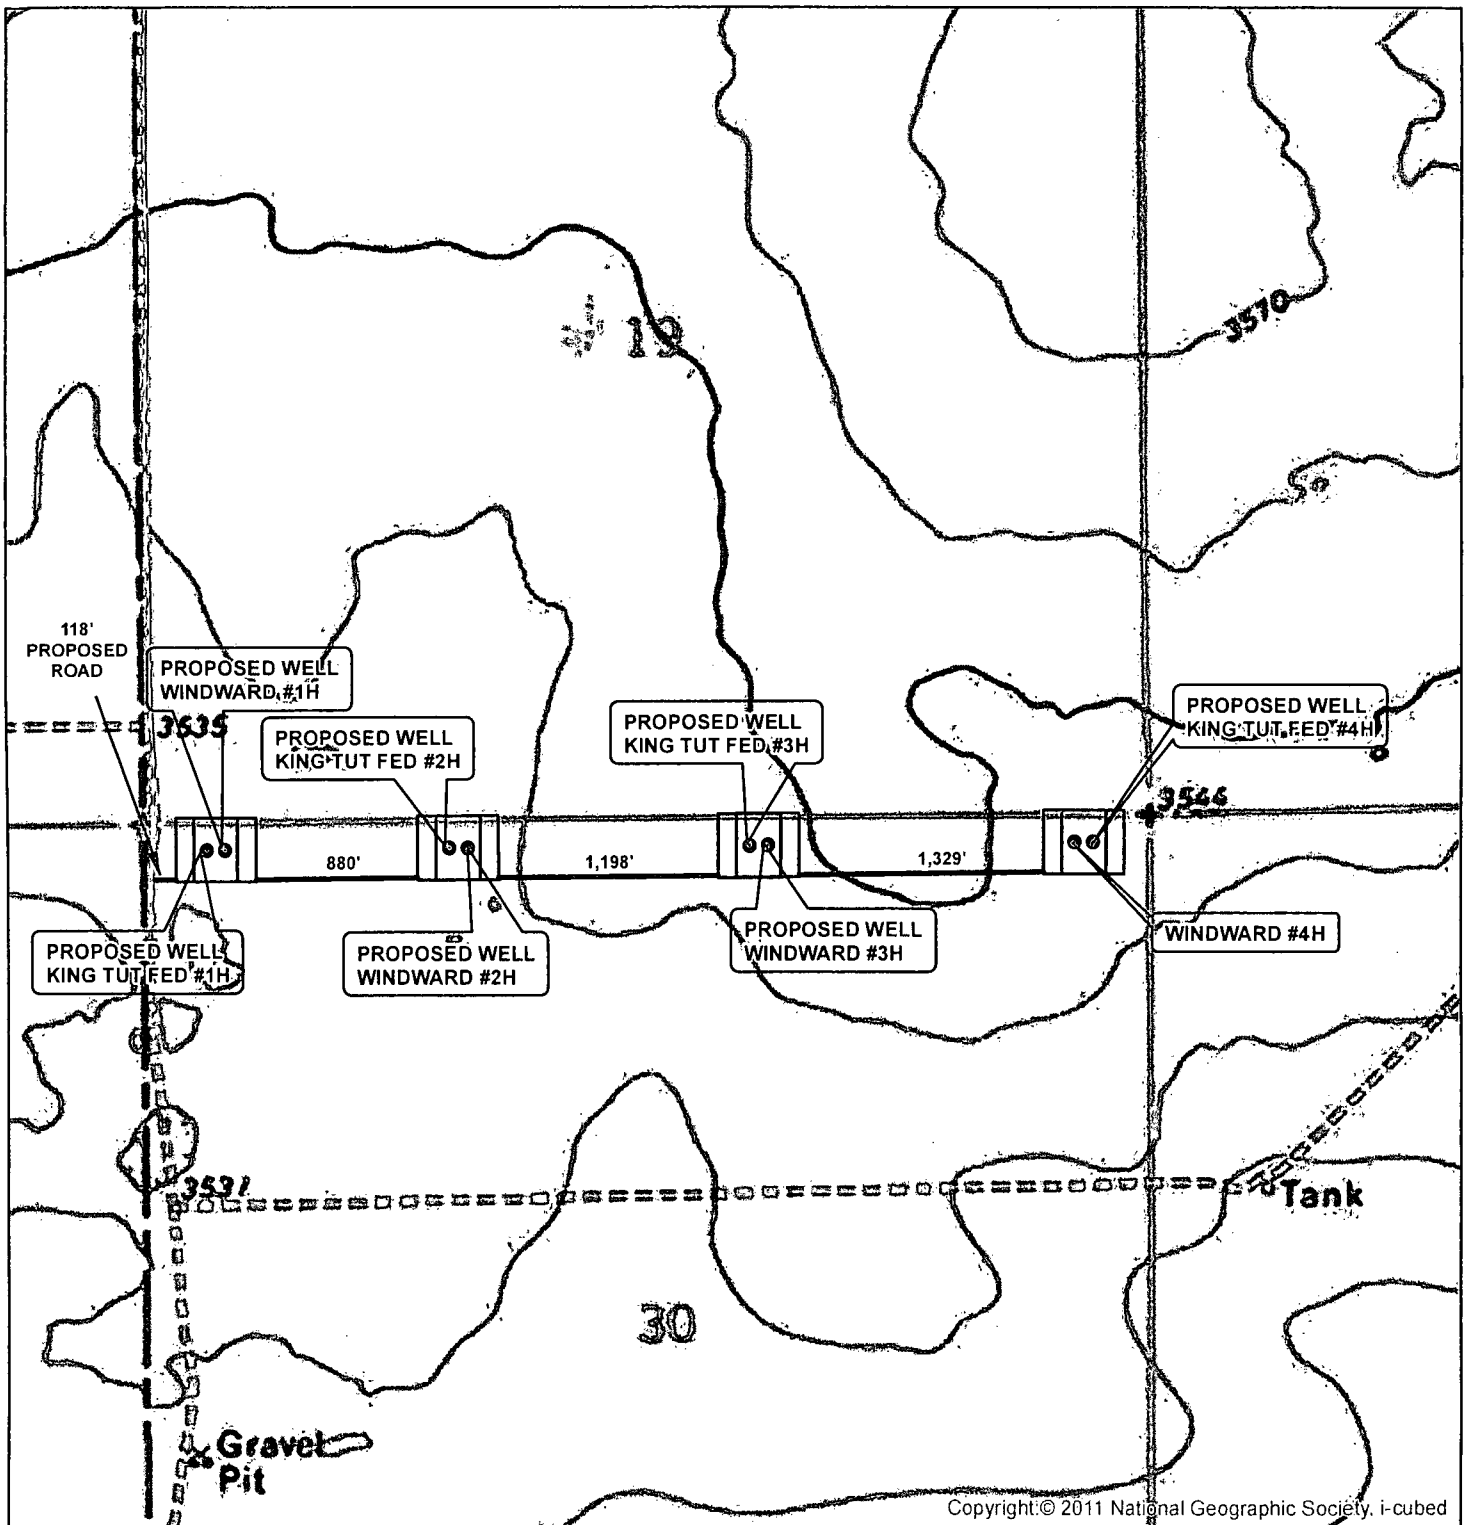 19
3570
118'
PROPOSED
ROAD
PROPOSED WELL
WINDWARD #1H
3535
PROPOSED WELL
KING TUT FED #2H
PROPOSED WELL
KING TUT FED #3H
PROPOSED WELL
KING TUT FED #4H
3544
880'
1,198'
1,329'
PROPOSED WELL
KING TUT FED #1H
PROPOSED WELL
WINDWARD #2H
PROPOSED WELL
WINDWARD #3H
WINDWARD #4H
3531
Tank
30
Gravel
Pit
Copyright:© 2011 National Geographic Society, i-cubed